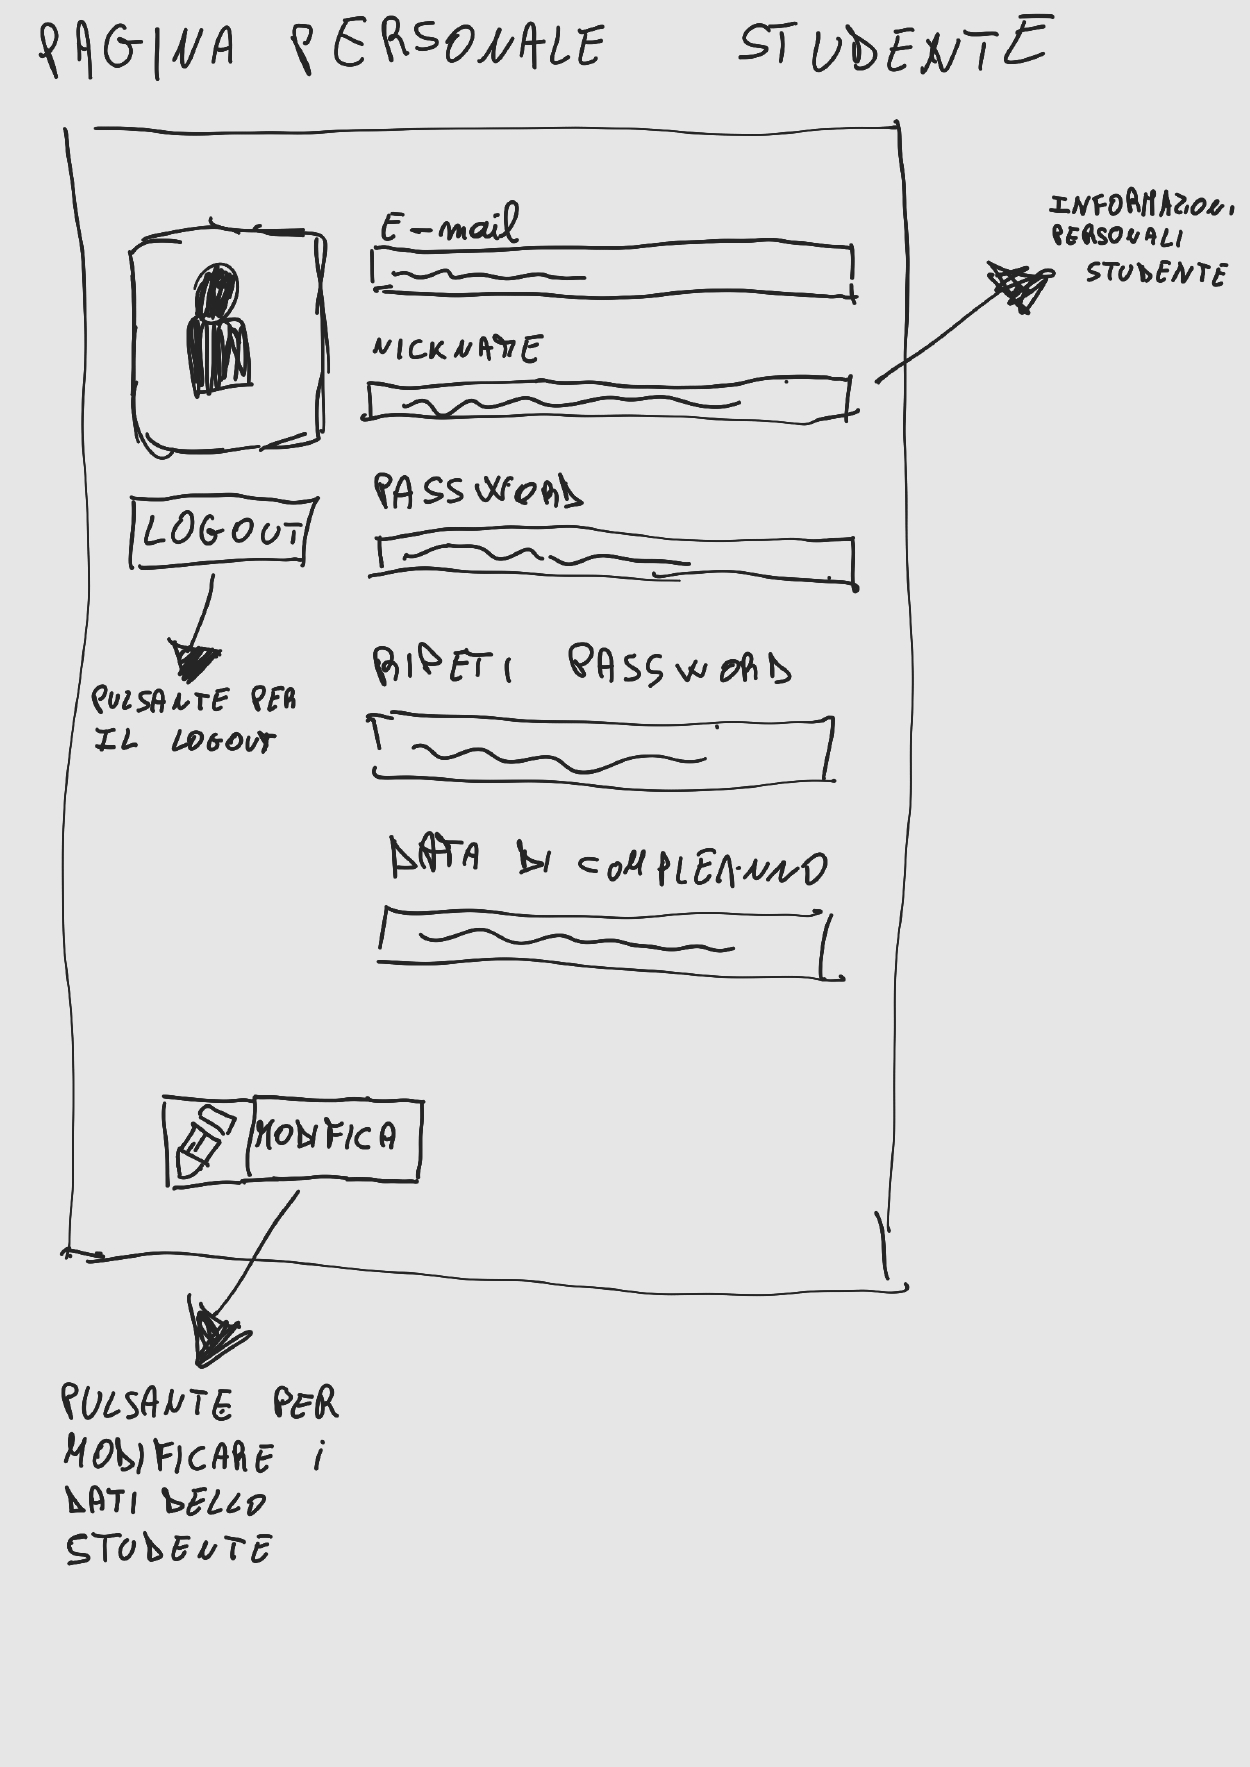 PAGINA PERSONALE STUDENTE
E-mail
INFORMAZIONI
PERSONALI
STUDENTE
NICKNAME
PASSWORD
LOGOUT
RIPETI PASSWORD
PULSANTE PER
IL LOGOUT
DATA DI COMPLEANNO
MODIFICA
PULSANTE PER
MODIFICARE i
DATI DELLO
STUDENTE